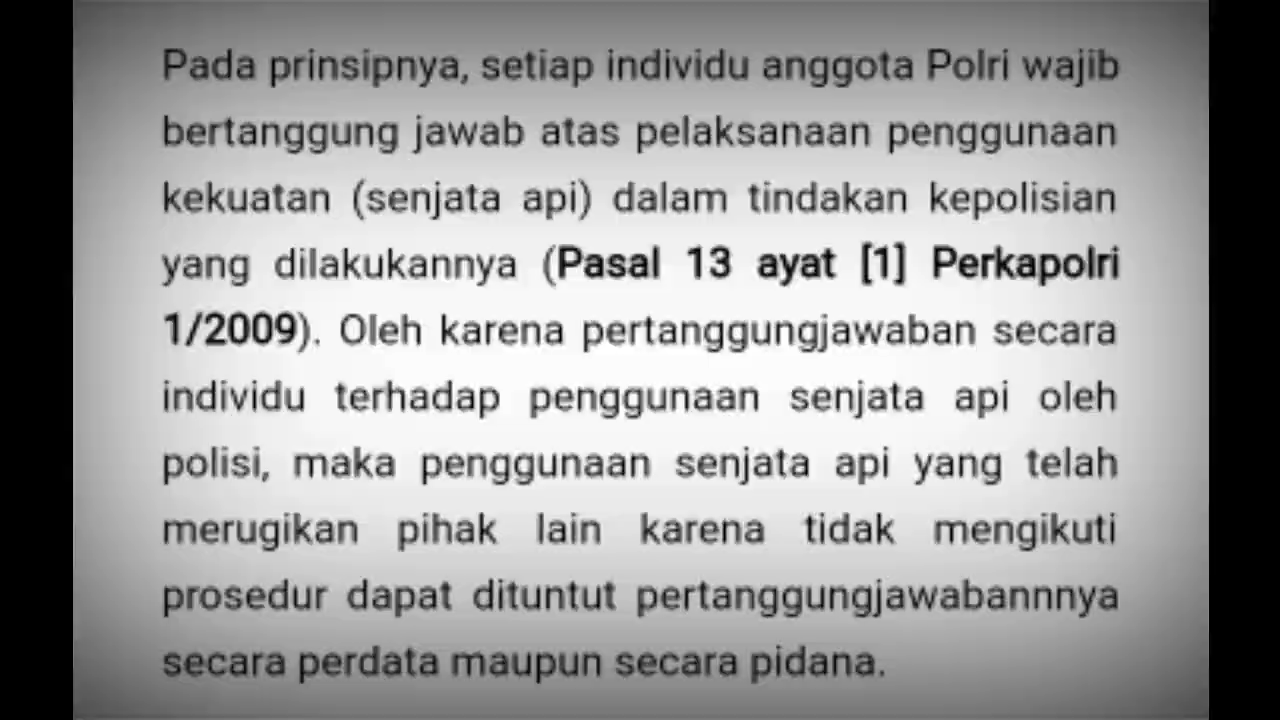 Pada prinsipnya, setiap individu anggota Polri wajib
bertanggung jawab atas pelaksanaan penggunaan
kekuatan (senjata api) dalam tindakan kepolisian
yang dilakukannya (Pasal 13 ayat [1] Perkapolri
1/2009). Oleh karena pertanggungjawaban secara
individu terhadap penggunaan senjata api oleh
polisi, maka penggunaan senjata api yang telah
merugikan pihak lain karena tidak mengikuti
prosedur dapat dituntut pertanggungjawabannnya
secara perdata maupun secara pidana.